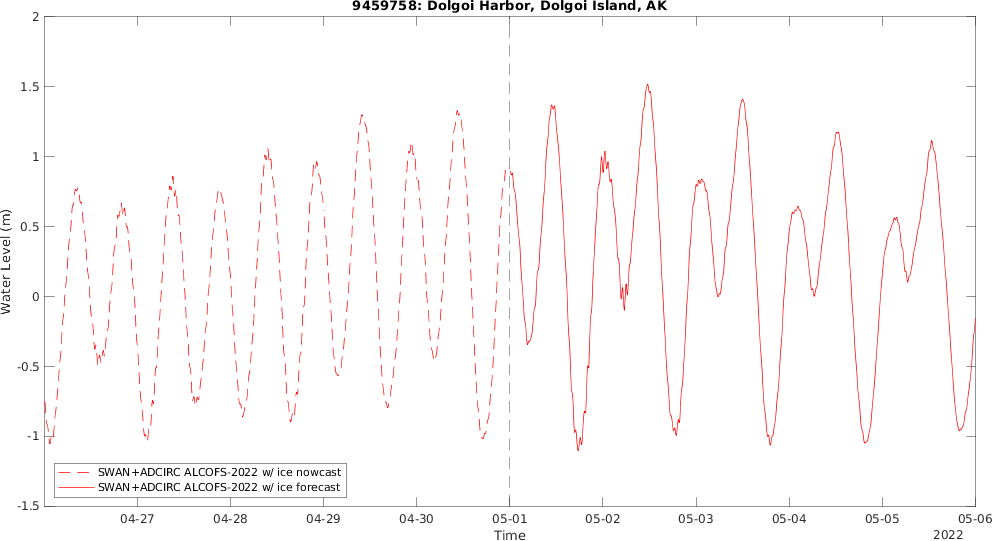 9459758: Dolgoi Harbor, Dolgoi Island, AK
2
1.5
1
0.5
0
-0.5
-1
-1.5
Water Level (m)
SWAN+ADCIRC ALCOFS-2022 w/ ice nowcast
SWAN+ADCIRC ALCOFS-2022 w/ ice forecast
04-27 04-28 04-29 04-30 05-01 05-02 05-03 05-04 05-05 05-06
Time
2022